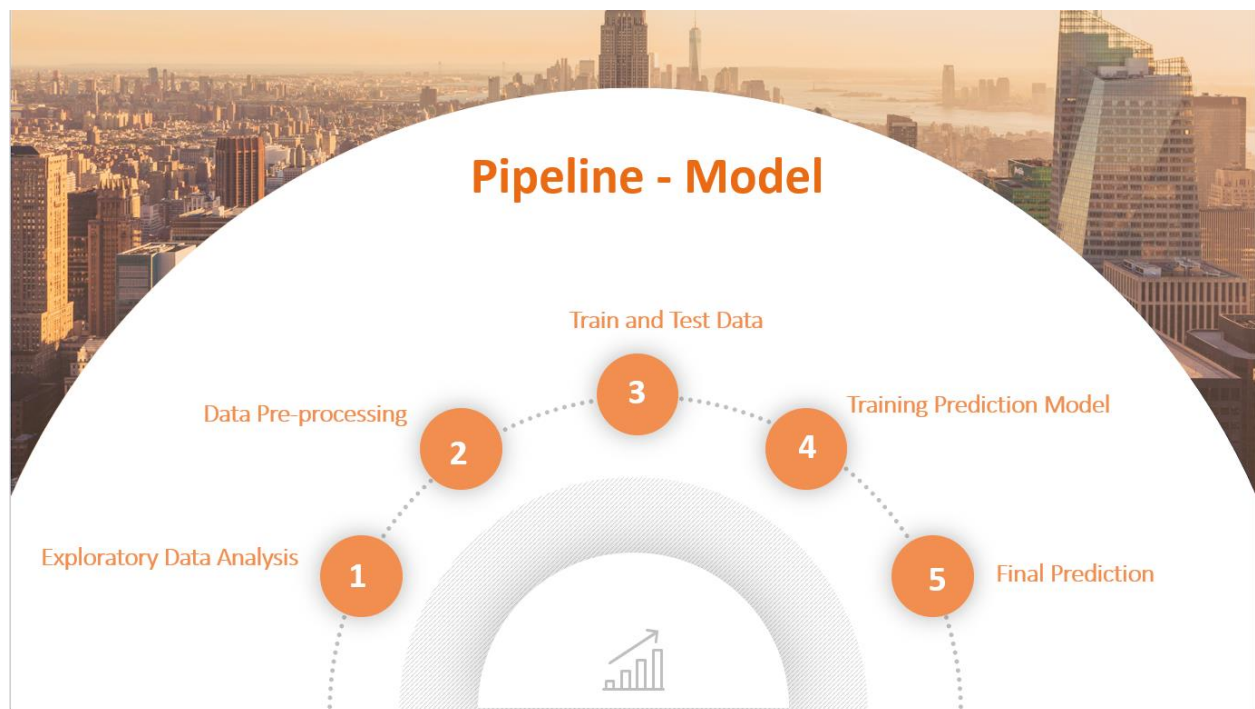 Pipeline - Model
Train and Test Data
3
Data Pre-processing
2
Training Prediction Model
4
Exploratory Data Analysis
1
Final Prediction
5